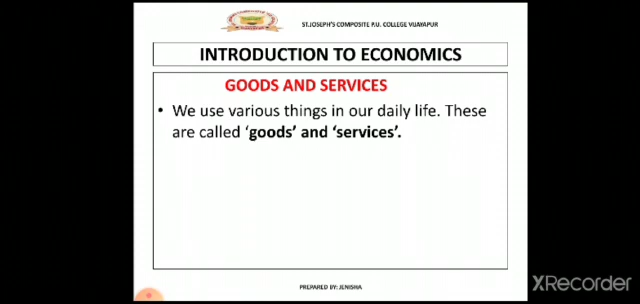 ST.JOSEPH'S COMPOSITE P.U. COLLEGE VIJAYAPUR
INTRODUCTION TO ECONOMICS
GOODS AND SERVICES
• We use various things in our daily life. These
are called ‘goods’ and ‘services’.
PREPARED BY: JENISHA
XRecorder